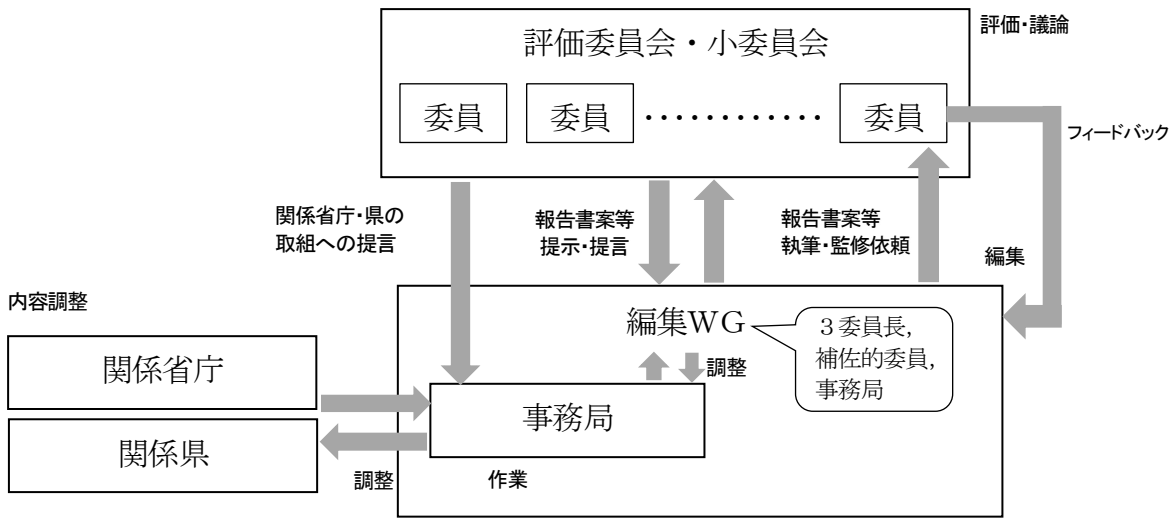 評価委員会・小委員会
評価・議論
委員
委員
…………
委員
フィードバック
関係省庁・県の
取組への提言
報告書案等
提示・提言
報告書案等
執筆・監修依頼
編集
内容調整
編集WG
３委員長，
補佐的委員，
事務局
関係省庁
調整
事務局
関係県
調整
作業